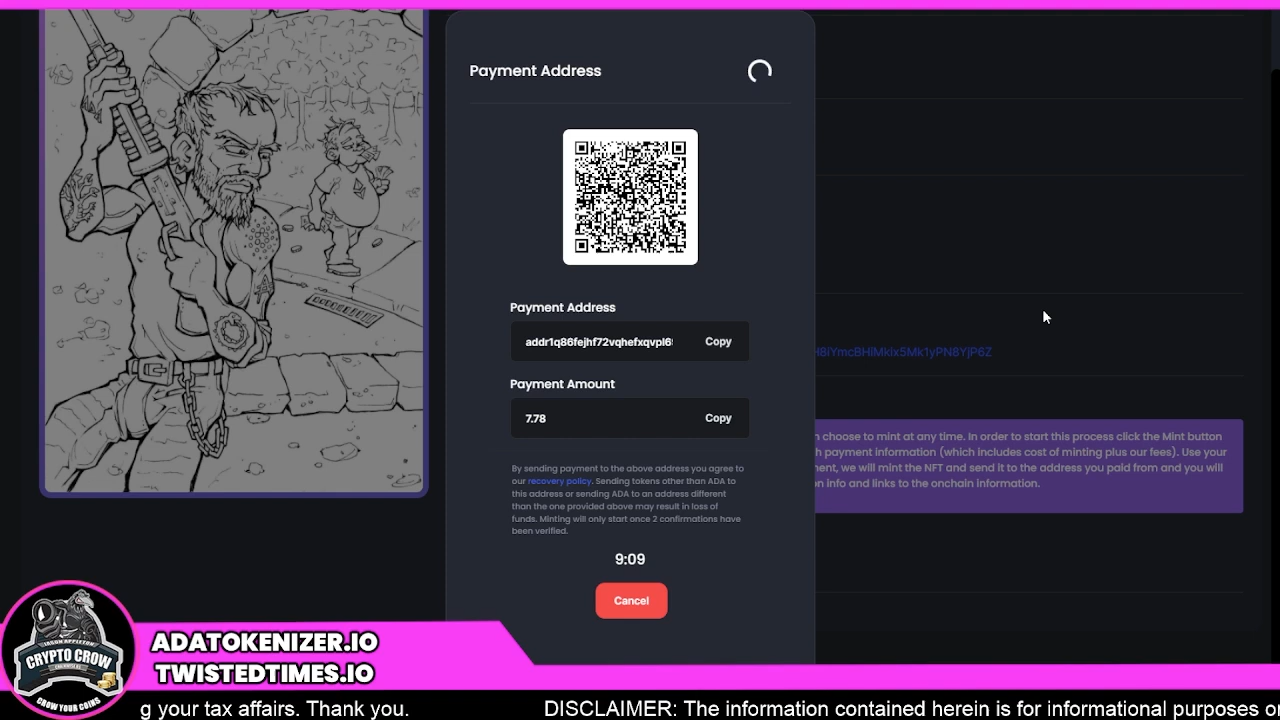 Payment Address
Payment Address
addr1q86fejhf72vqhefxqvpl6
Copy
Payment Amount
7.78
Copy
By sending payment to the above address you agree to
our recovery policy. Sending tokens other than ADA to
this address or sending ADA to an address different
than the one provided above may result in loss of
funds. Minting will only start once 2 confirmations have
been verified.
9:09
Cancel
choose to mint at any time. In order to start this process click the Mint button
payment information (which includes cost of minting plus our fees). Use your
we will mint the NFT and send it to the address you paid from and you will
info and links to the onchain information.
JASON APPLETON
CRYPTO CROW
CROW YOUR COINS
ADATOKENIZER.IO
TWISTEDTIMES.IO
g your tax affairs. Thank you.
DISCLAIMER: The information contained herein is for informational purposes